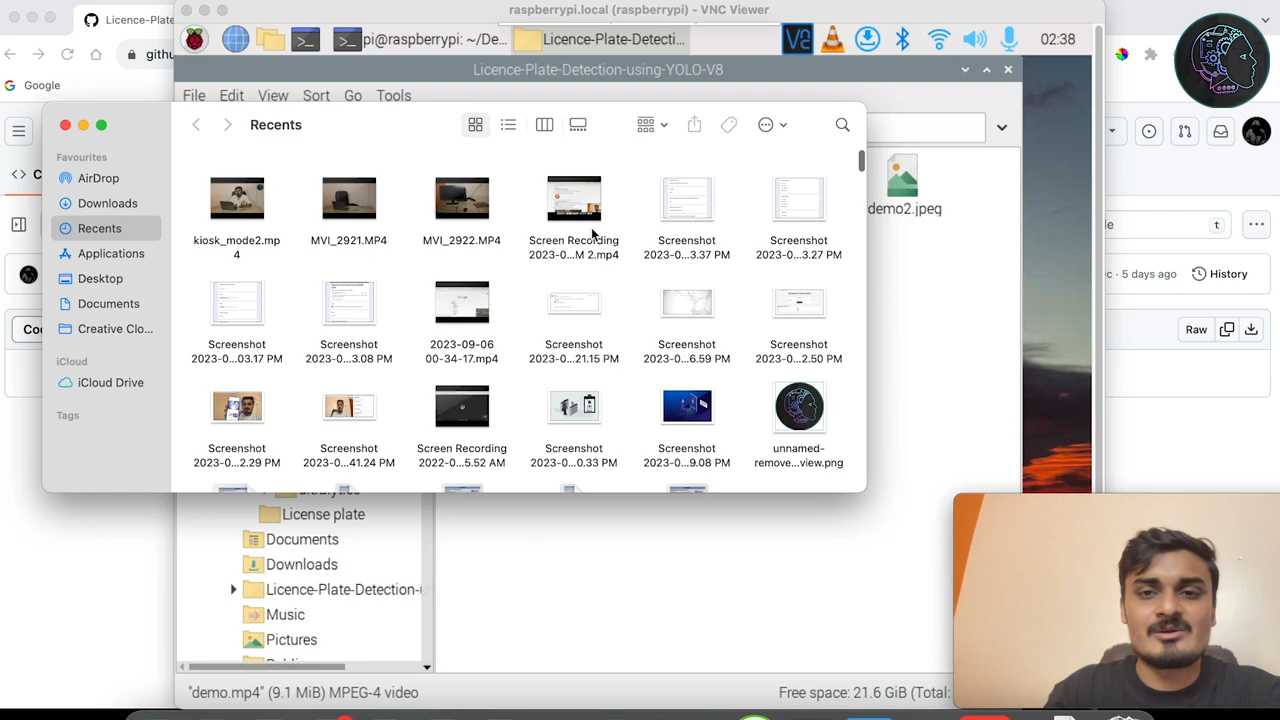 Licence-Plate
raspberrypi.local (raspberrypi) - VNC Viewer
pi@raspberrypi: ~/De...
Licence-Plate-Detecti...
02:38
githu
Licence-Plate-Detection-using-YOLO-V8
Google
File Edit View Sort Go Tools
Recents
Favourites
AirDrop
Downloads
Recents
Applications
Desktop
Documents
Creative Clo...
iCloud
iCloud Drive
Tags
kiosk_mode2.mp
4
MVI_2921.MP4
MVI_2922.MP4
Screen Recording
2023-0...M 2.mp4
Screenshot
2023-0...3.37 PM
Screenshot
2023-0...3.27 PM
Screenshot
2023-0...03.17 PM
Screenshot
2023-0...3.08 PM
2023-09-06
00-34-17.mp4
Screenshot
2023-0...21.15 PM
Screenshot
2023-0...6.59 PM
Screenshot
2023-0...2.50 PM
Screenshot
2023-0...2.29 PM
Screenshot
2023-0...41.24 PM
Screen Recording
2022-0...5.52 AM
Screenshot
2023-0...0.33 PM
Screenshot
2023-0...9.08 PM
unnamed-
remove...view.png
demo2.jpeg
t
5 days ago
History
Raw
License plate
Documents
Downloads
Licence-Plate-Detection-
Music
Pictures
"demo.mp4" (9.1 MiB) MPEG-4 video
Free space: 21.6 GiB (Total: